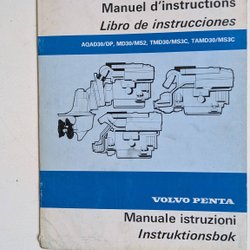 Manuel d'instructions
Libro de instrucciones
AQAD30/DP, MD30/MS2, TMD30/MS3C, TAMD30/MS3C
VOLVO PENTA
Manuale istruzioni
Instruktionsbok